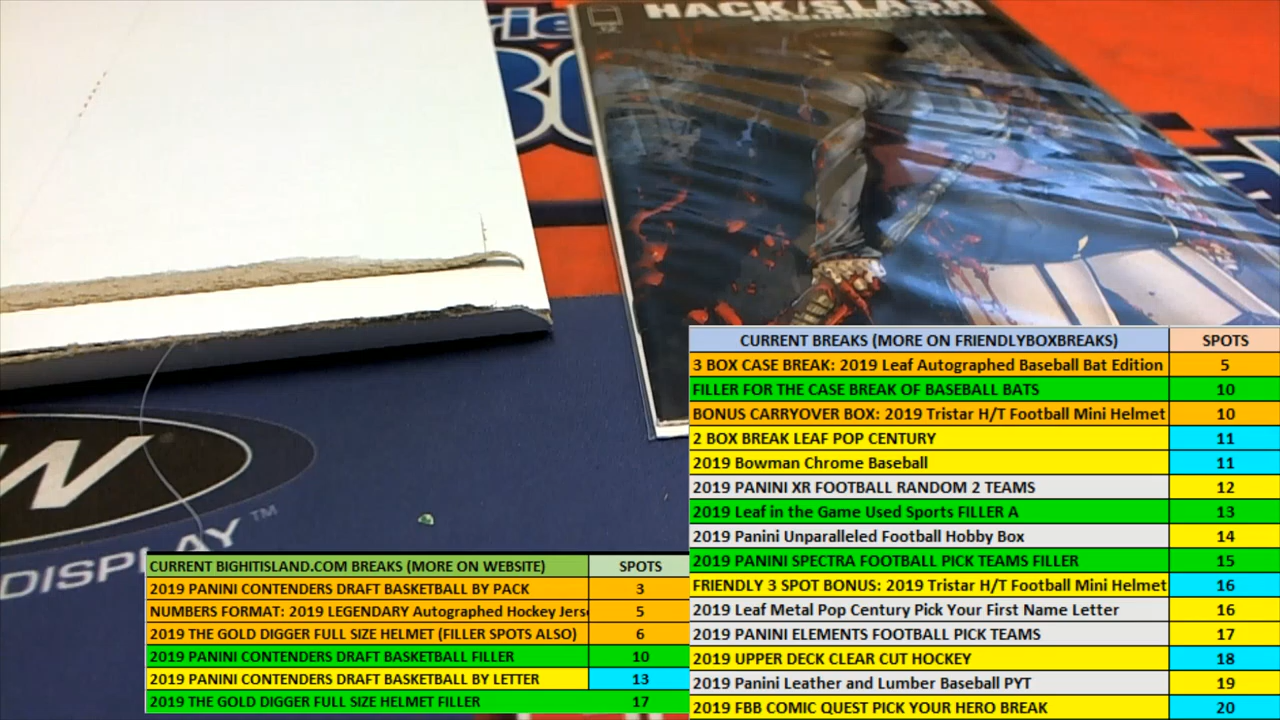 HACK/SLASH
DISPLAY™
CURRENT BREAKS (MORE ON FRIENDLYBOXBREAKS) SPOTS
3 BOX CASE BREAK: 2019 Leaf Autographed Baseball Bat Edition 5
FILLER FOR THE CASE BREAK OF BASEBALL BATS 10
BONUS CARRYOVER BOX: 2019 Tristar H/T Football Mini Helmet 10
2 BOX BREAK LEAF POP CENTURY 11
2019 Bowman Chrome Baseball 11
2019 PANINI XR FOOTBALL RANDOM 2 TEAMS 12
2019 Leaf in the Game Used Sports FILLER A 13
2019 Panini Unparalleled Football Hobby Box 14
2019 PANINI SPECTRA FOOTBALL PICK TEAMS FILLER 15
FRIENDLY 3 SPOT BONUS: 2019 Tristar H/T Football Mini Helmet 16
2019 Leaf Metal Pop Century Pick Your First Name Letter 16
2019 PANINI ELEMENTS FOOTBALL PICK TEAMS 17
2019 UPPER DECK CLEAR CUT HOCKEY 18
2019 Panini Leather and Lumber Baseball PYT 19
2019 FBB COMIC QUEST PICK YOUR HERO BREAK 20
CURRENT BIGHITISLAND.COM BREAKS (MORE ON WEBSITE) SPOTS
2019 PANINI CONTENDERS DRAFT BASKETBALL BY PACK 3
NUMBERS FORMAT: 2019 LEGENDARY Autographed Hockey Jerse 5
2019 THE GOLD DIGGER FULL SIZE HELMET (FILLER SPOTS ALSO) 6
2019 PANINI CONTENDERS DRAFT BASKETBALL FILLER 10
2019 PANINI CONTENDERS DRAFT BASKETBALL BY LETTER 13
2019 THE GOLD DIGGER FULL SIZE HELMET FILLER 17